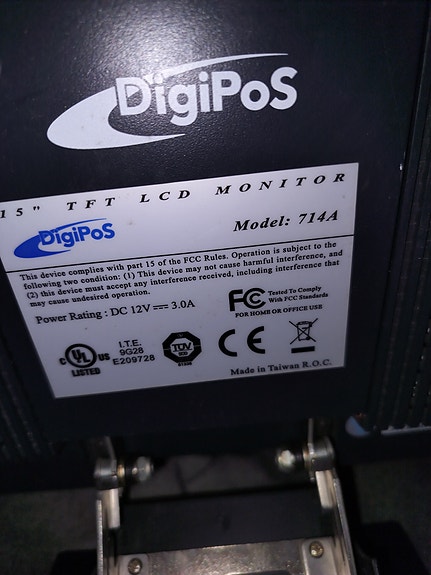 DigiPoS
15" TFT LCD MONITOR
DigiPoS
Model: 714A
This device complies with part 15 of the FCC Rules. Operation is subject to the
following two condition: (1) This device may not cause harmful interference, and
(2) this device must accept any interference received, including interference that
may cause undesired operation.
Power Rating : DC 12V 3.0A
FC Tested To Comply
With FCC Standards
FOR HOME OR OFFICE USE
c UL US
LISTED
I.T.E.
9G28
E209728
TÜV
CE
Made in Taiwan R.O.C.